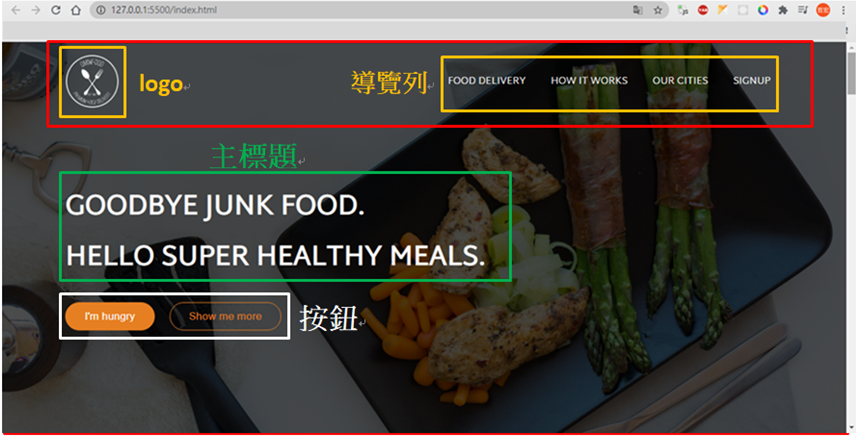 127.0.0.1:5500/index.html
logo
導覽列
FOOD DELIVERY HOW IT WORKS OUR CITIES SIGNUP
主標題
GOODBYE JUNK FOOD.
HELLO SUPER HEALTHY MEALS.
I'm hungry Show me more 按鈕